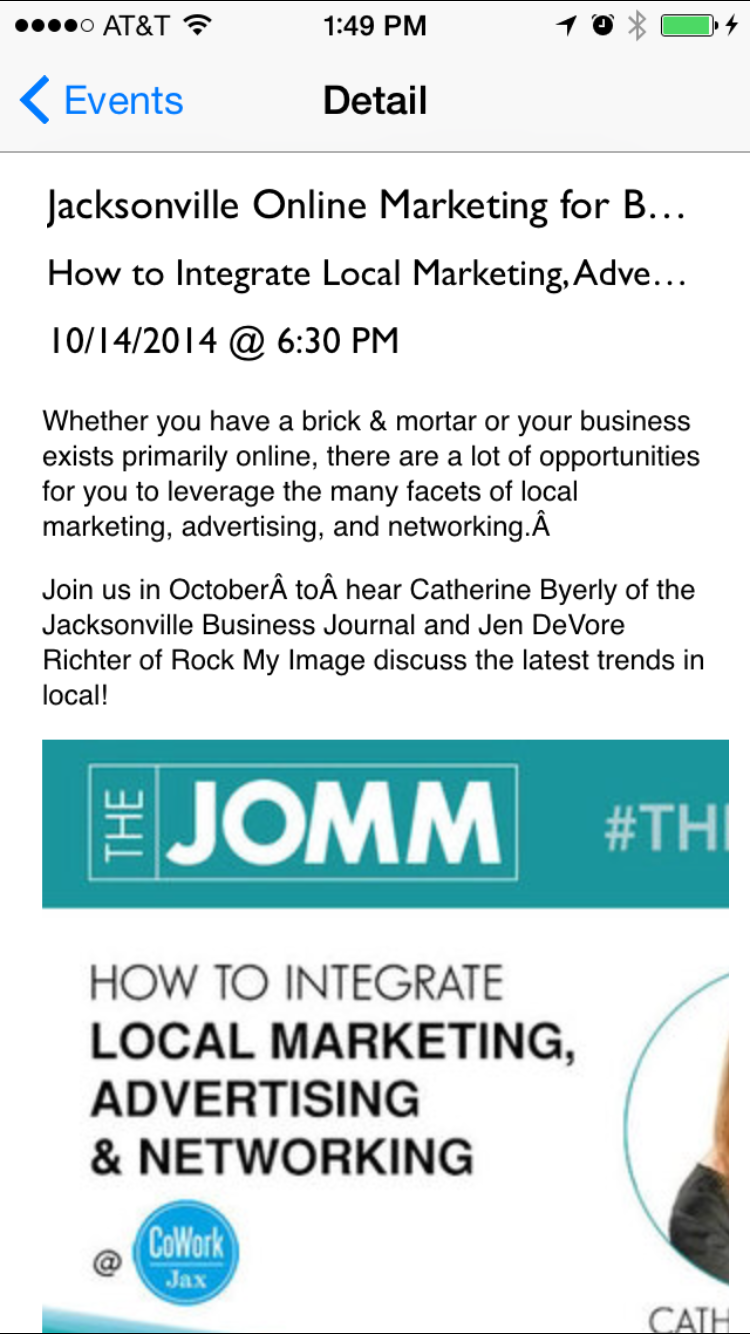 AT&T 1:49 PM
Events Detail
Jacksonville Online Marketing for B...
How to Integrate Local Marketing, Adve...
10/14/2014 @ 6:30 PM
Whether you have a brick & mortar or your business
exists primarily online, there are a lot of opportunities
for you to leverage the many facets of local
marketing, advertising, and networking.Â
Join us in OctoberÂ toÂ hear Catherine Byerly of the
Jacksonville Business Journal and Jen DeVore
Richter of Rock My Image discuss the latest trends in
local!
THE JOMM #TH
HOW TO INTEGRATE
LOCAL MARKETING,
ADVERTISING
& NETWORKING
@ CoWork
Jax
CATH